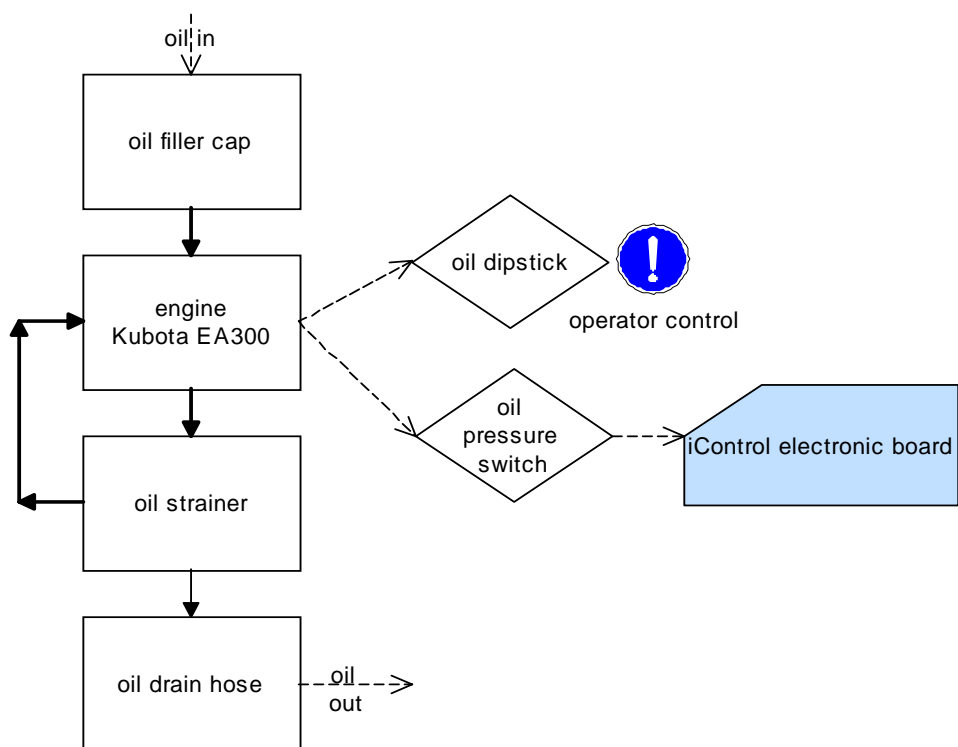 oil in
oil filler cap
oil dipstick
operator control
engine
Kubota EA300
oil
pressure
switch
iControl electronic board
oil strainer
oil drain hose
oil
out